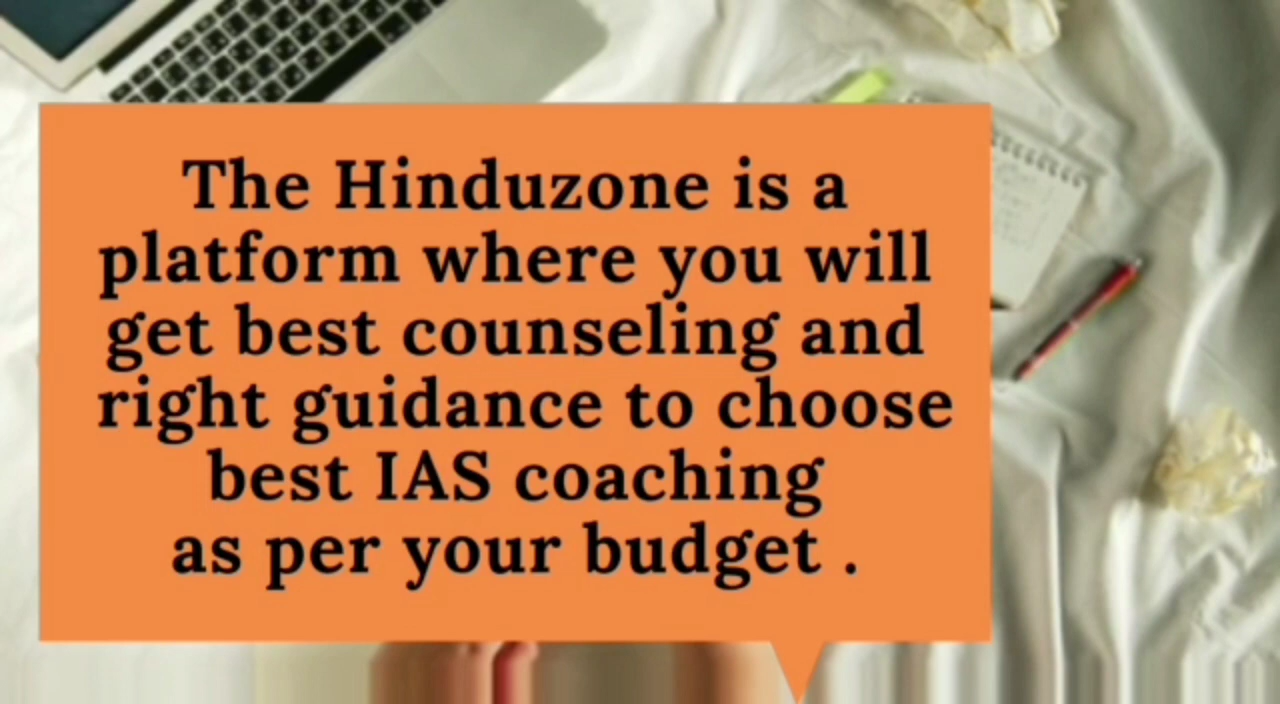 The Hinduzone is a
platform where you will
get best counseling and
right guidance to choose
best IAS coaching
as per your budget .